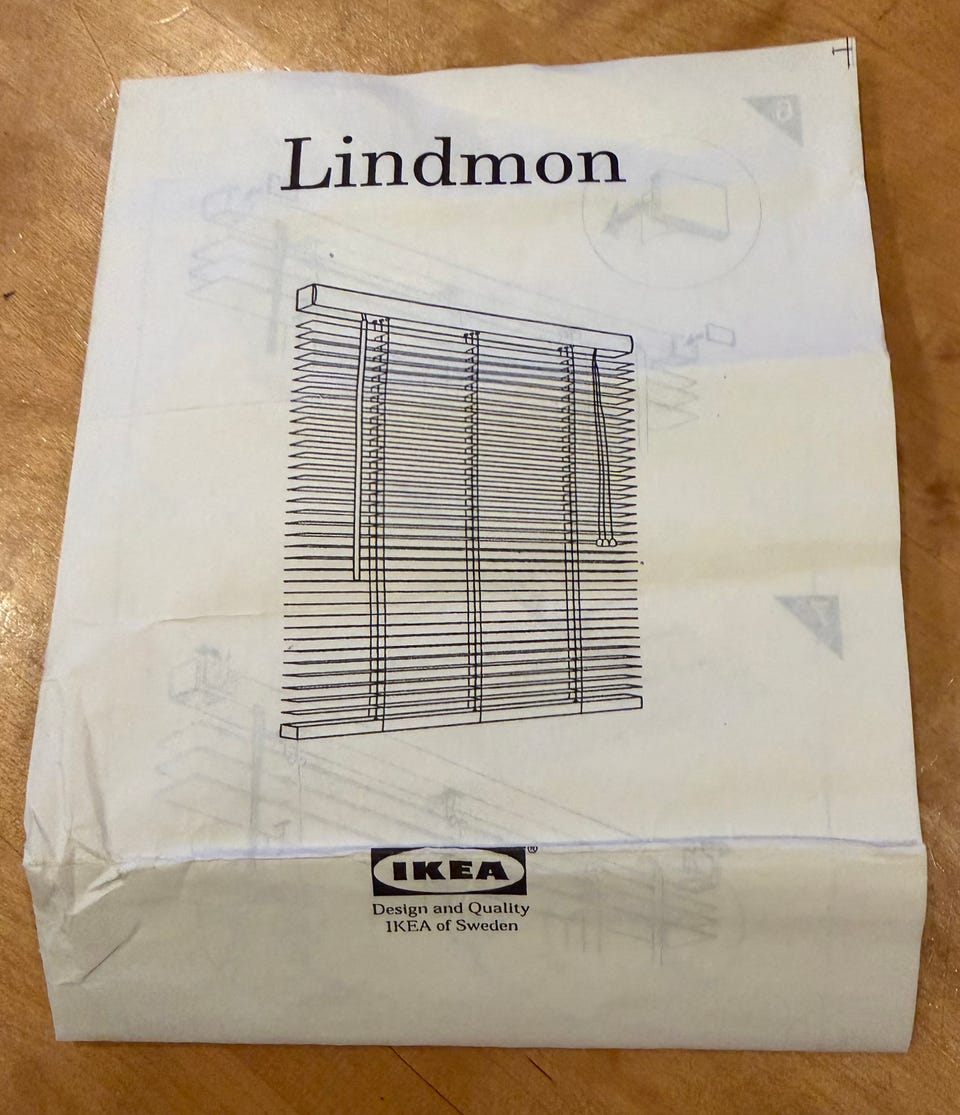 Lindmon
IKEA®
Design and Quality
IKEA of Sweden